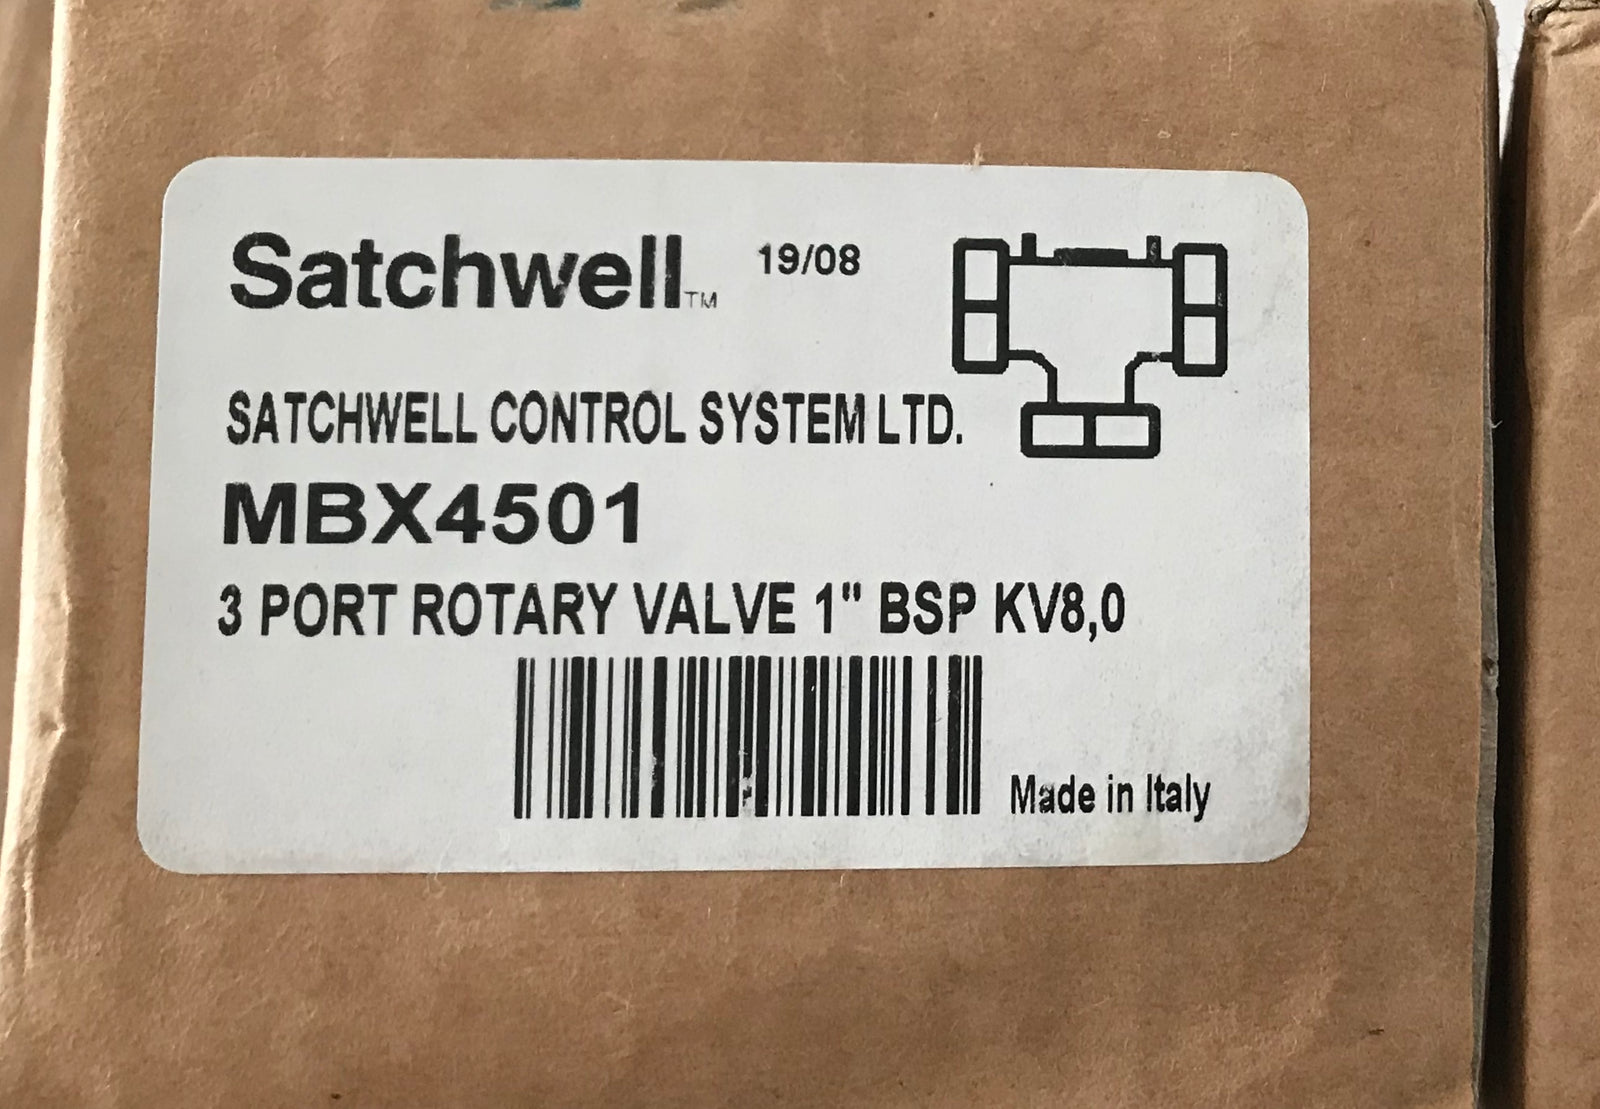 Satchwell™ 19/08
SATCHWELL CONTROL SYSTEM LTD.
MBX4501
3 PORT ROTARY VALVE 1" BSP KV8,0
Made in Italy